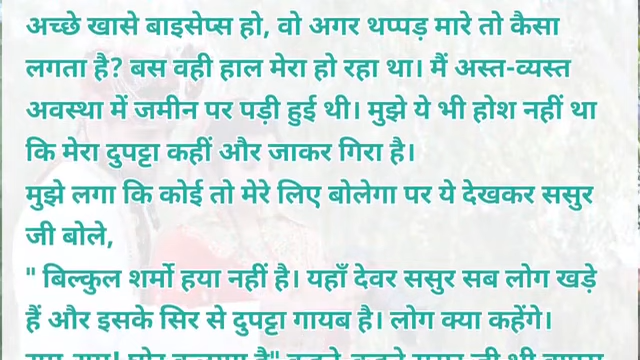 अच्छे खासे बाइसेप्स हो, वो अगर थप्पड़ मारे तो कैसा
लगता है? बस वही हाल मेरा हो रहा था। मैं अस्त-व्यस्त
अवस्था में जमीन पर पड़ी हुई थी। मुझे ये भी होश नहीं था
कि मेरा दुपट्टा कहीं और जाकर गिरा है।
मुझे लगा कि कोई तो मेरे लिए बोलेगा पर ये देखकर ससुर
जी बोले,
" बिल्कुल शर्मो हया नहीं है। यहाँ देवर ससुर सब लोग खड़े
हैं और इसके सिर से दुपट्टा गायब है। लोग क्या कहेंगे।